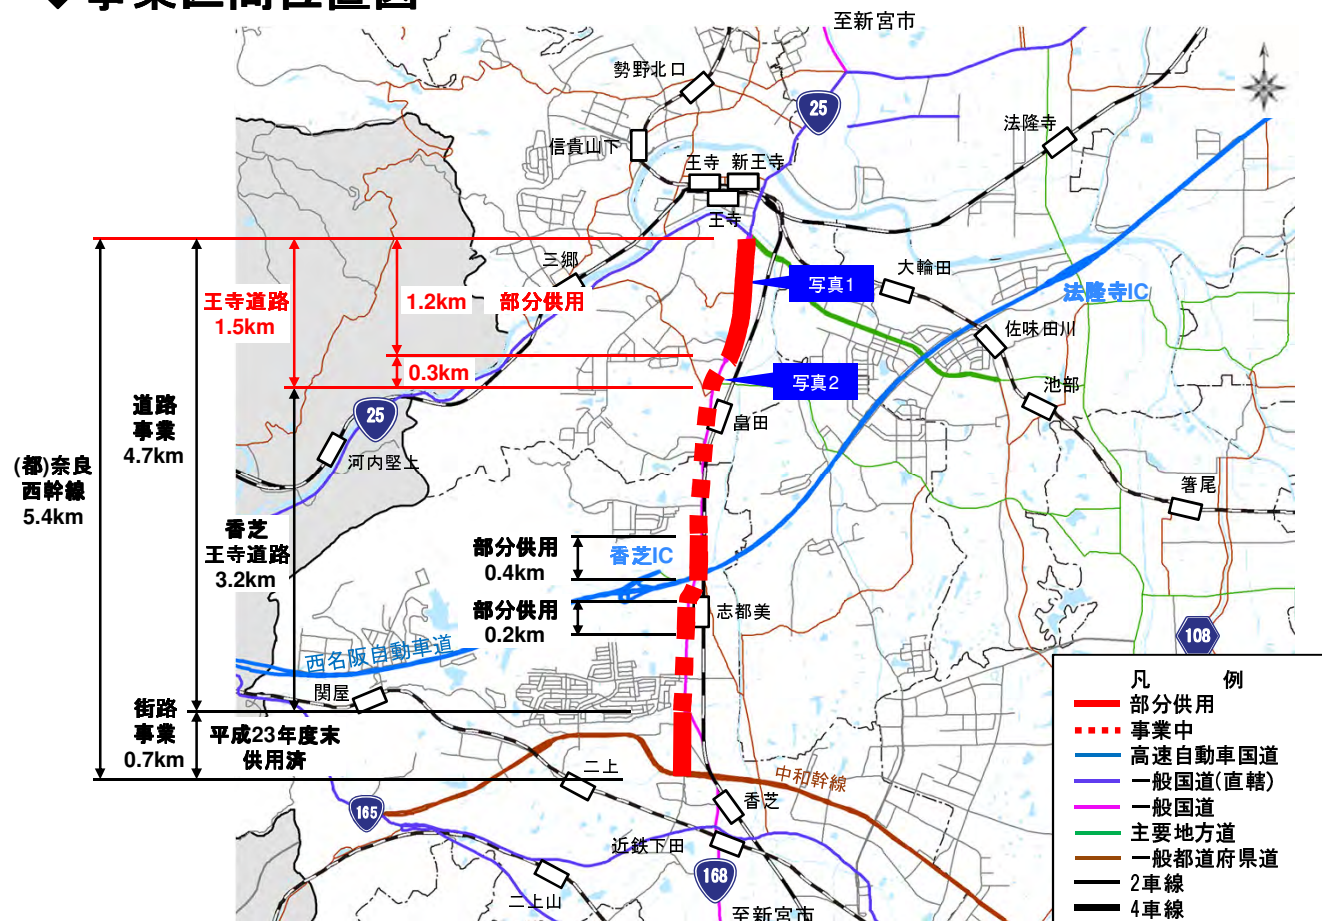 ◆事業区間位置図
至新宮市
勢野北口
25
法隆寺
信貴山下
王寺
新王寺
王寺
三郷
大輪田
写真1
法隆寺IC
王寺道路
1.5km
1.2km
部分供用
佐味田川
0.3km
写真2
池部
道路
事業
4.7km
25
畠田
(都)奈良
西幹線
5.4km
河内堅上
箸尾
香芝
王寺道路
3.2km
部分供用
0.4km
香芝IC
部分供用
0.2km
志都美
108
西名阪自動車道
関屋
街路
事業
0.7km
平成23年度末
供用済
二上
中和幹線
165
香芝
近鉄下田
168
二上山
至新宮市
凡 例
部分供用
事業中
高速自動車国道
一般国道(直轄)
一般国道
主要地方道
一般都道府県道
2車線
4車線